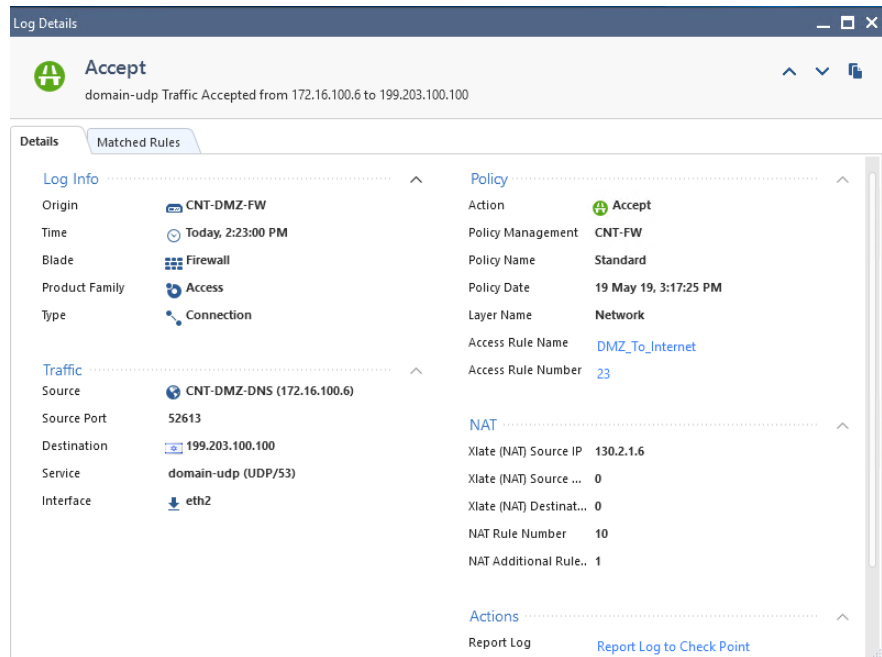 Log Details
Accept
domain-udp Traffic Accepted from 172.16.100.6 to 199.203.100.100
Details
Matched Rules
Log Info
Origin CNT-DMZ-FW
Time Today, 2:23:00 PM
Blade Firewall
Product Family Access
Type Connection
Traffic
Source CNT-DMZ-DNS (172.16.100.6)
Source Port 52613
Destination 199.203.100.100
Service domain-udp (UDP/53)
Interface eth2
Policy
Action Accept
Policy Management CNT-FW
Policy Name Standard
Policy Date 19 May 19, 3:17:25 PM
Layer Name Network
Access Rule Name DMZ_To_Internet
Access Rule Number 23
NAT
Xlate (NAT) Source IP 130.2.1.6
Xlate (NAT) Source ... 0
Xlate (NAT) Destinat... 0
NAT Rule Number 10
NAT Additional Rule.. 1
Actions
Report Log Report Log to Check Point